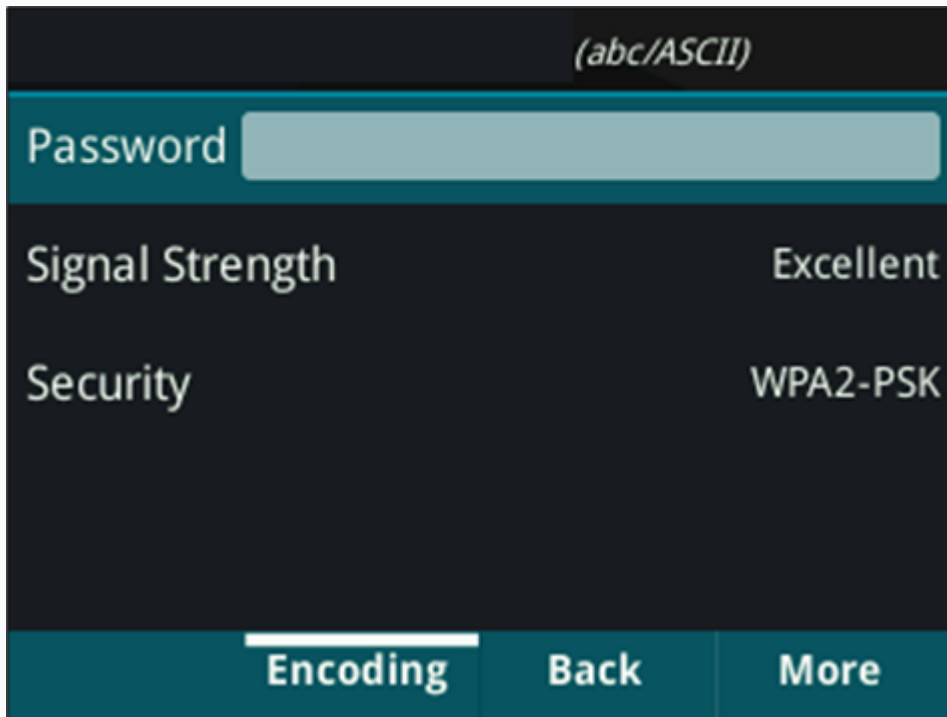 (abc/ASCII)
Password
Signal Strength Excellent
Security WPA2-PSK
Encoding Back More